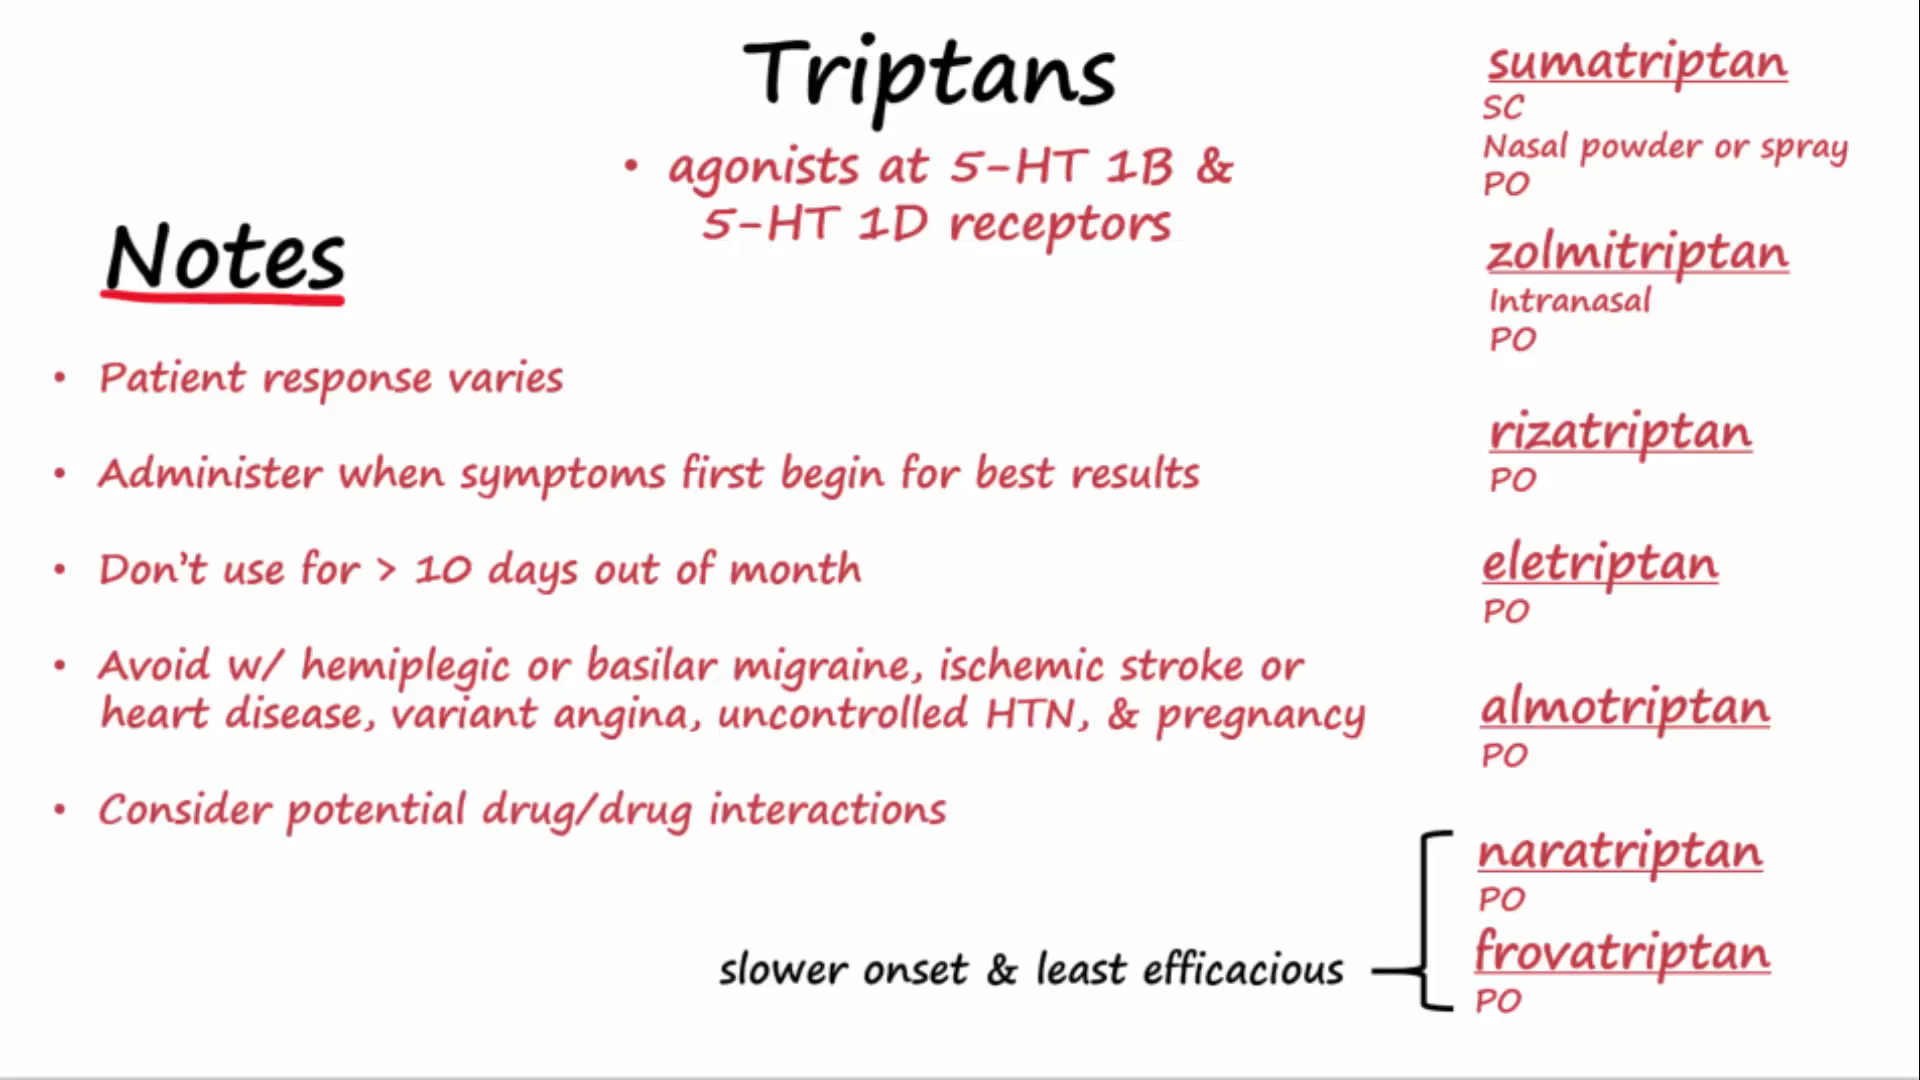 Triptans
• agonists at 5-HT 1B &
5-HT 1D receptors
Notes
• Patient response varies
• Administer when symptoms first begin for best results
• Don't use for > 10 days out of month
• Avoid w/ hemiplegic or basilar migraine, ischemic stroke or
heart disease, variant angina, uncontrolled HTN, & pregnancy
• Consider potential drug/drug interactions
slower onset & least efficacious
sumatriptan
SC
Nasal powder or spray
PO
zolmitriptan
Intranasal
PO
rizatriptan
PO
eletriptan
PO
almotriptan
PO
naratriptan
PO
frovatriptan
PO